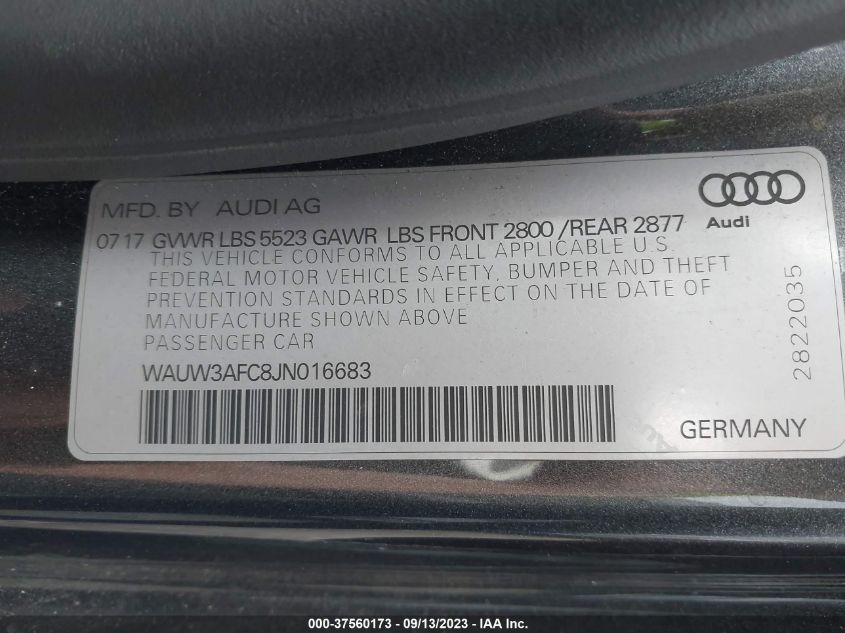 MFD. BY AUDI AG
Audi
07 17 GVWR LBS 5523 GAWR LBS FRONT 2800 /REAR 2877
THIS VEHICLE CONFORMS TO ALL APPLICABLE U.S.
FEDERAL MOTOR VEHICLE SAFETY, BUMPER AND THEFT
PREVENTION STANDARDS IN EFFECT ON THE DATE OF
MANUFACTURE SHOWN ABOVE
PASSENGER CAR
WAUW3AFC8JN016683
GERMANY
2822035
000-37560173 - 09/13/2023 - IAA Inc.